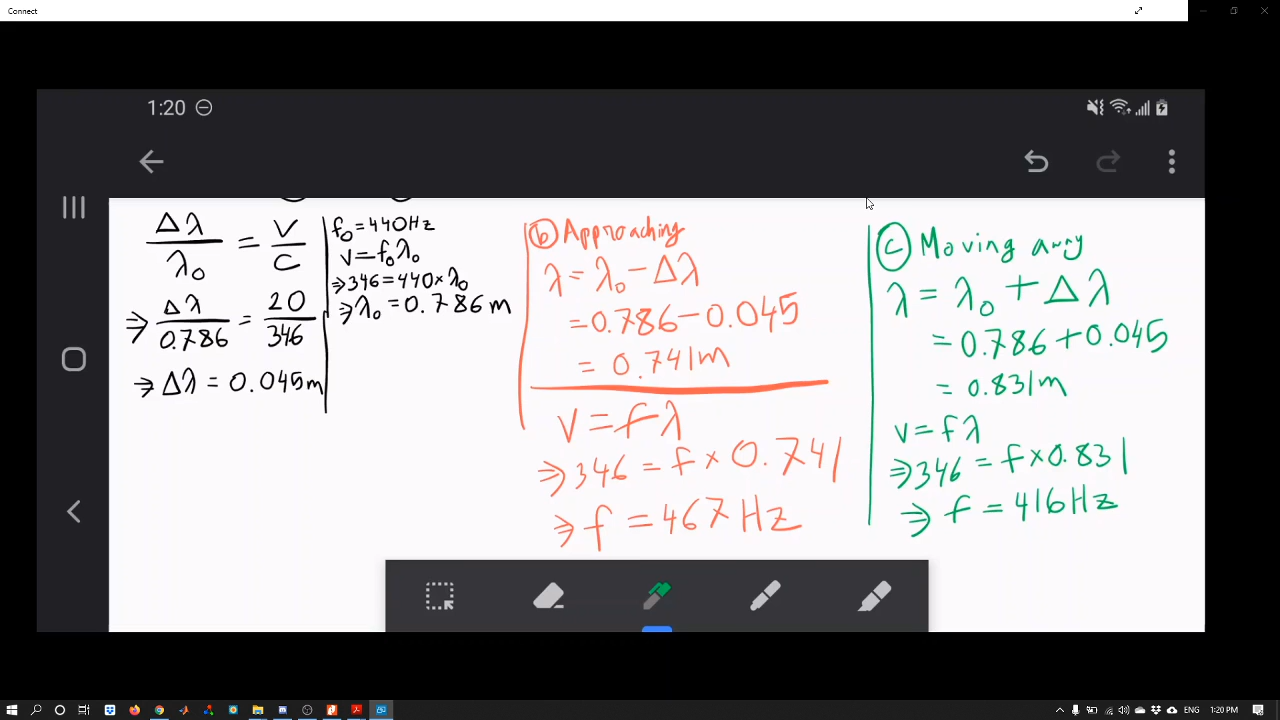 Connect
1:20
Δλ/λ₀ = V/C
⇒ Δλ/0.786 = 20/346
⇒ Δλ = 0.045m
f₀ = 440Hz
V = f₀λ₀
⇒ 346 = 440×λ₀
⇒ λ₀ = 0.786 m
(b) Approaching
λ = λ₀ − Δλ
= 0.786 − 0.045
= 0.741m
V = fλ
⇒ 346 = f × 0.741
⇒ f = 467 Hz
(c) Moving away
λ = λ₀ + Δλ
= 0.786 + 0.045
= 0.831m
V = fλ
⇒ 346 = f × 0.831
⇒ f = 416Hz
ENG 1:20 PM